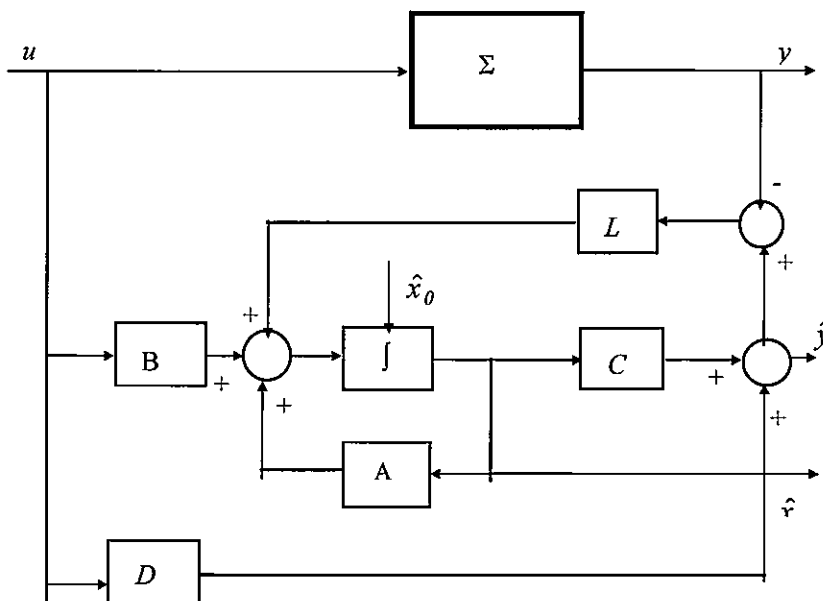 u
Σ
y
-
L
+
x̂₀
+
B
+
∫
C
+
ŷ
+
+
A
x̂
D